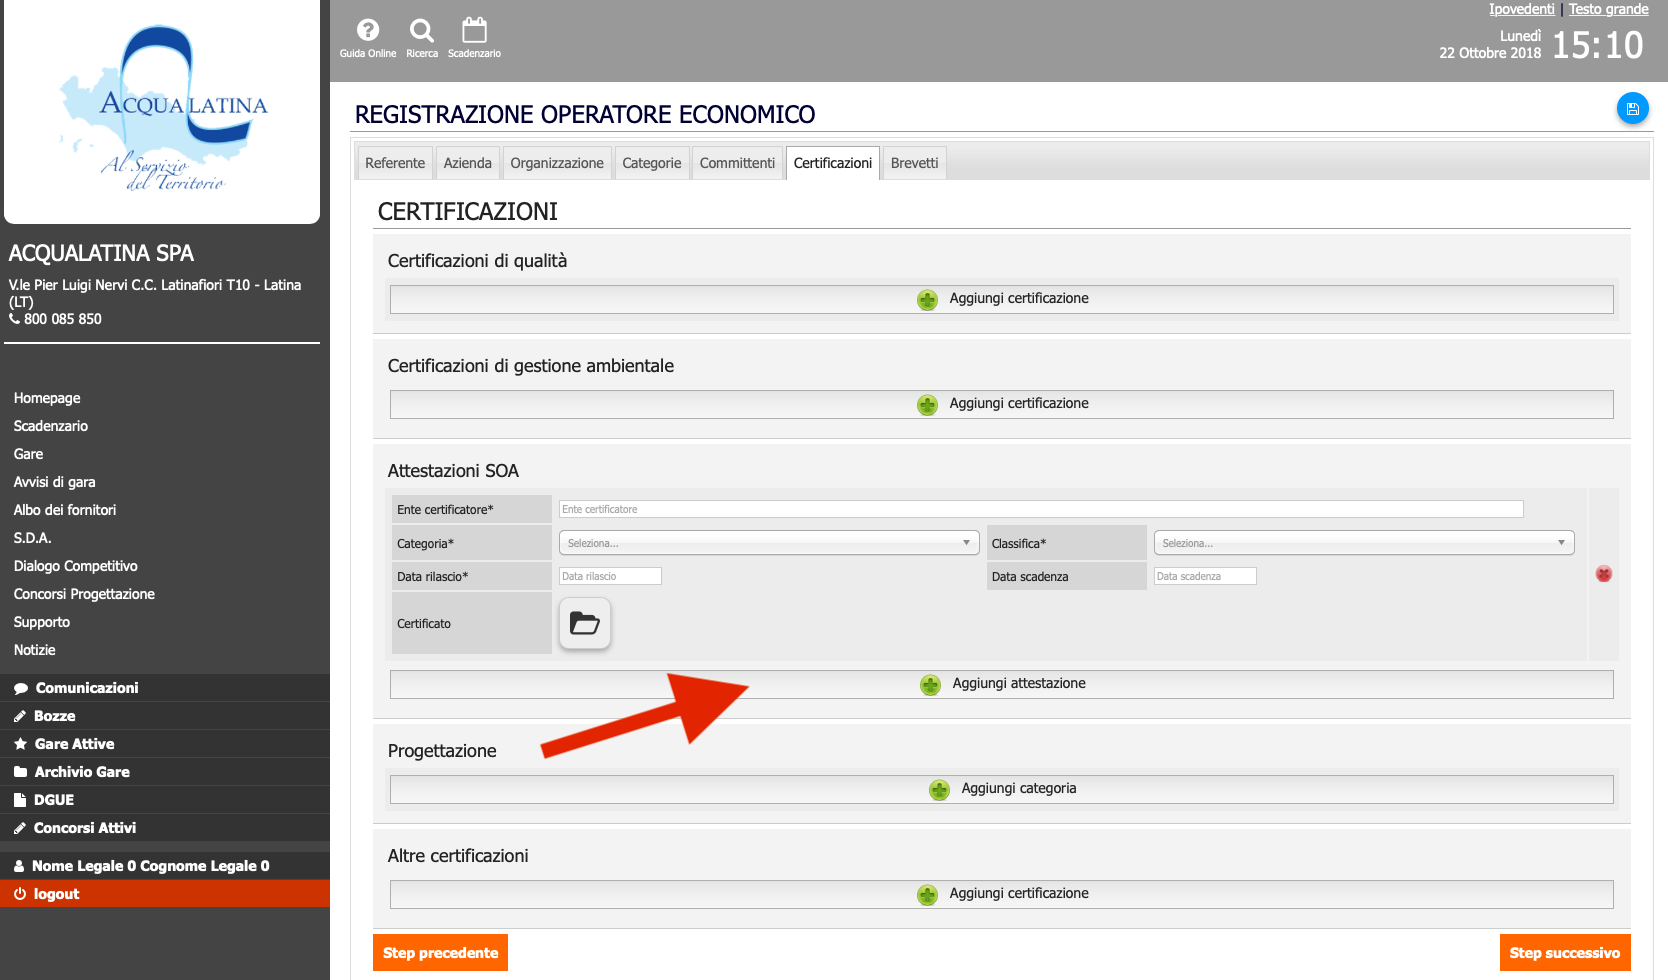 ACQUALATINA
Al Servizio
del Territorio
ACQUALATINA SPA
V.le Pier Luigi Nervi C.C. Latinafiori T10 - Latina
(LT)
800 085 850
Homepage
Scadenzario
Gare
Avvisi di gara
Albo dei fornitori
S.D.A.
Dialogo Competitivo
Concorsi Progettazione
Supporto
Notizie
Comunicazioni
Bozze
Gare Attive
Archivio Gare
DGUE
Concorsi Attivi
Nome Legale 0 Cognome Legale 0
logout
Guida Online Ricerca Scadenzario
Ipovedenti | Testo grande
Lunedì
22 Ottobre 2018 15:10
REGISTRAZIONE OPERATORE ECONOMICO
Referente Azienda Organizzazione Categorie Committenti Certificazioni Brevetti
CERTIFICAZIONI
Certificazioni di qualità
Aggiungi certificazione
Certificazioni di gestione ambientale
Aggiungi certificazione
Attestazioni SOA
Ente certificatore* Ente certificatore
Categoria* Seleziona... Classifica* Seleziona...
Data rilascio* Data rilascio Data scadenza Data scadenza
Certificato
Aggiungi attestazione
Progettazione
Aggiungi categoria
Altre certificazioni
Aggiungi certificazione
Step precedente Step successivo